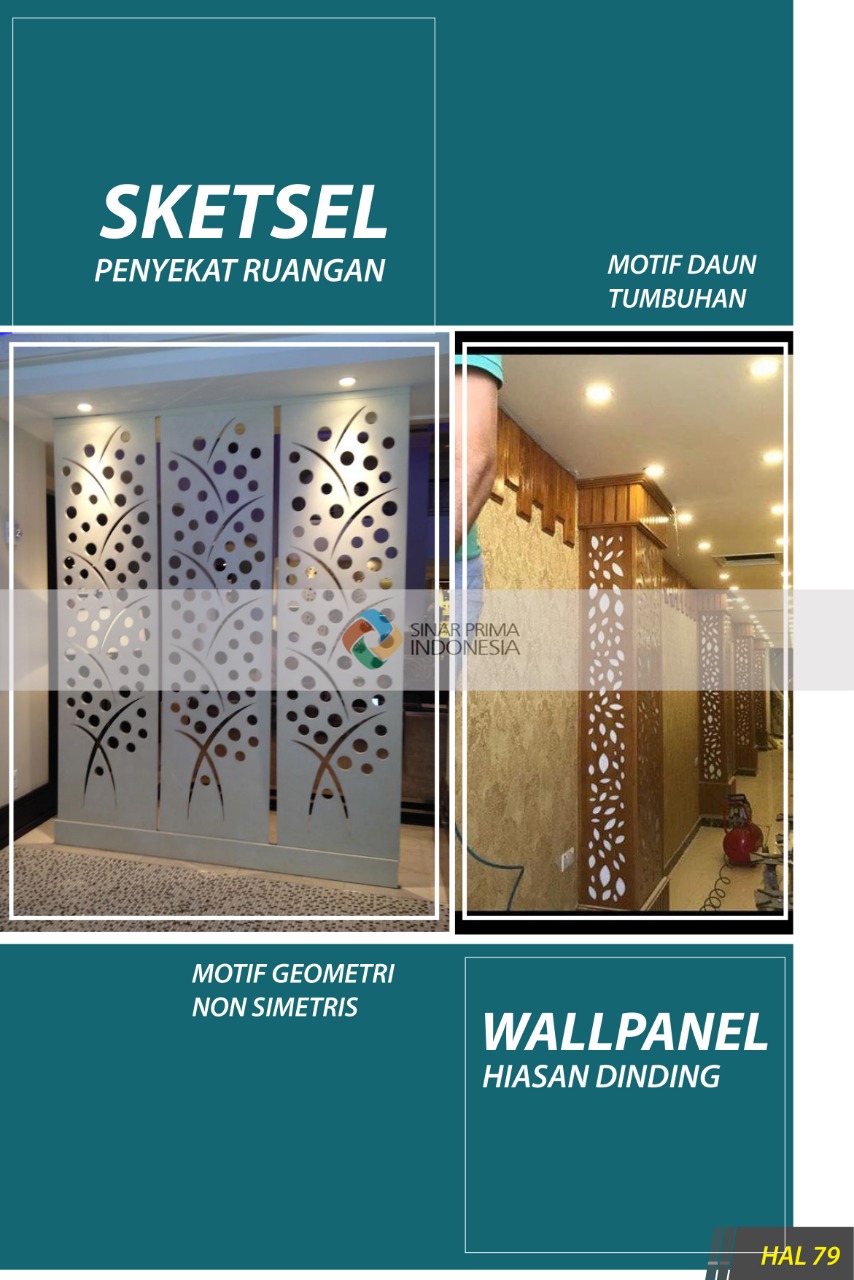 SKETSEL
PENYEKAT RUANGAN
MOTIF DAUN
TUMBUHAN
SINAR PRIMA
INDONESIA
MOTIF GEOMETRI
NON SIMETRIS
WALLPANEL
HIASAN DINDING
HAL 79